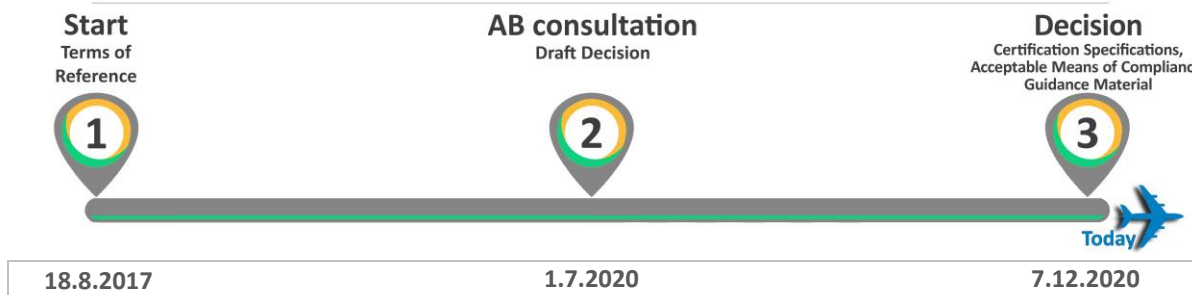 Start
Terms of
Reference
1
AB consultation
Draft Decision
2
Decision
Certification Specifications,
Acceptable Means of Complianc
Guidance Material
3
Today
18.8.2017
1.7.2020
7.12.2020